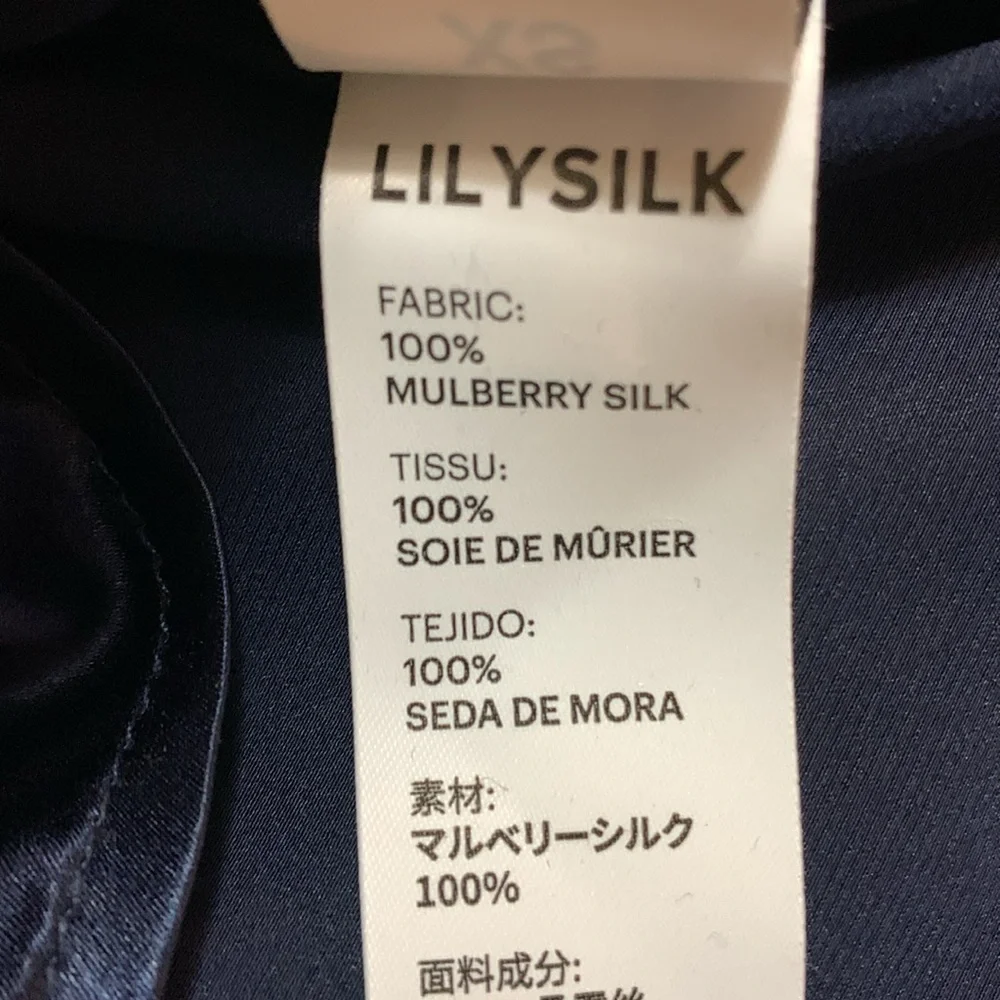 XS
LILYSILK
FABRIC:
100%
MULBERRY SILK
TISSU:
100%
SOIE DE MÛRIER
TEJIDO:
100%
SEDA DE MORA
素材:
マルベリーシルク
100%
面料成分: